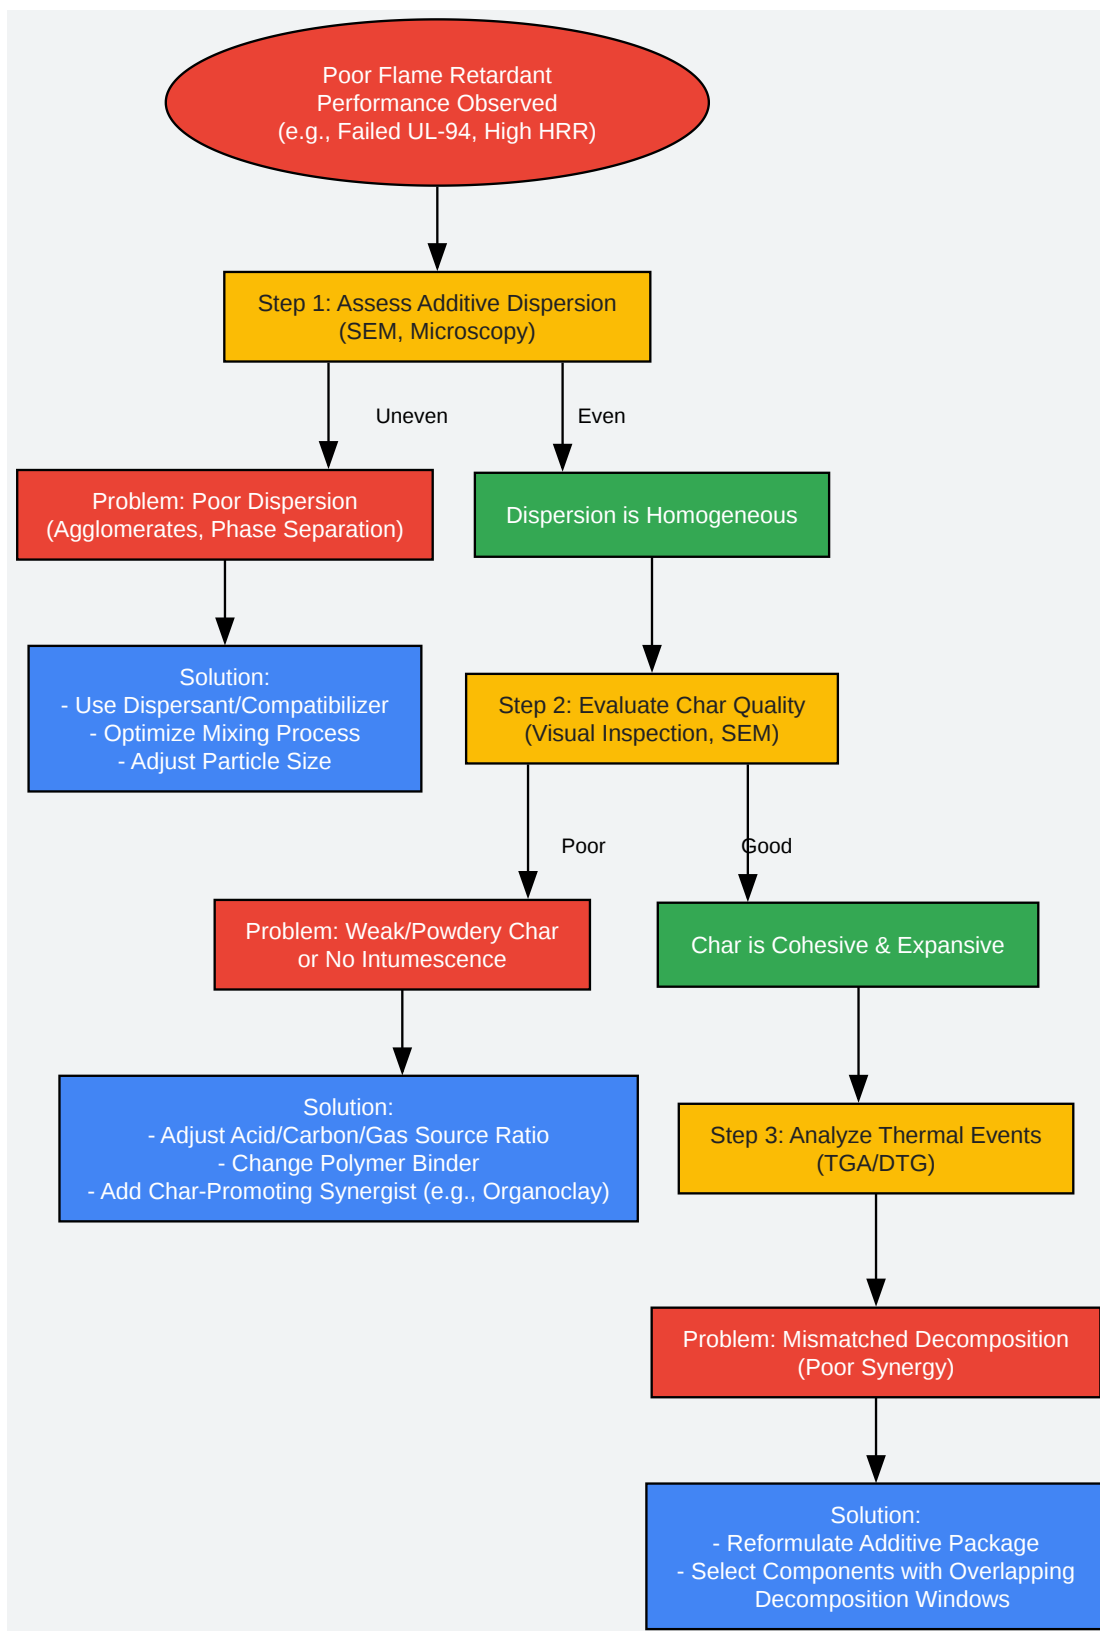 Poor Flame Retardant
Performance Observed
(e.g., Failed UL-94, High HRR)
Step 1: Assess Additive Dispersion
(SEM, Microscopy)
Uneven
Even
Problem: Poor Dispersion
(Agglomerates, Phase Separation)
Dispersion is Homogeneous
Solution:
- Use Dispersant/Compatibilizer
- Optimize Mixing Process
- Adjust Particle Size
Step 2: Evaluate Char Quality
(Visual Inspection, SEM)
Poor
Good
Problem: Weak/Powdery Char
or No Intumescence
Char is Cohesive & Expansive
Solution:
- Adjust Acid/Carbon/Gas Source Ratio
- Change Polymer Binder
- Add Char-Promoting Synergist (e.g., Organoclay)
Step 3: Analyze Thermal Events
(TGA/DTG)
Problem: Mismatched Decomposition
(Poor Synergy)
Solution:
- Reformulate Additive Package
- Select Components with Overlapping
Decomposition Windows